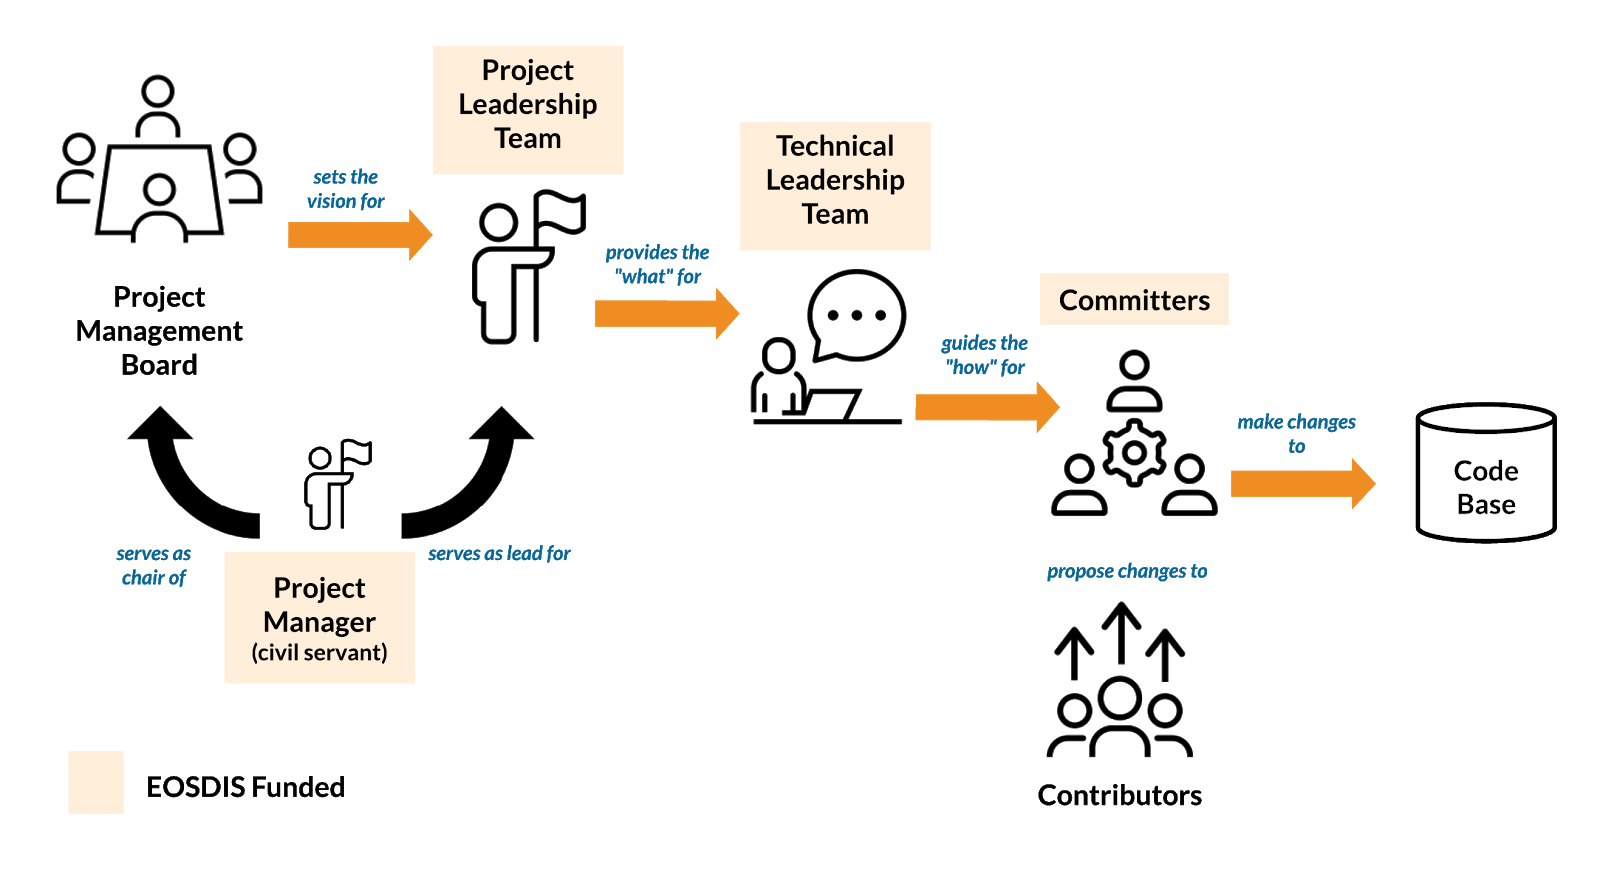 Project
Leadership
Team
Technical
Leadership
Team
sets the
vision for
provides the
"what" for
Project
Management
Board
Committers
guides the
"how" for
make changes
to
Code
Base
serves as
chair of
serves as lead for
Project
Manager
(civil servant)
propose changes to
Contributors
EOSDIS Funded